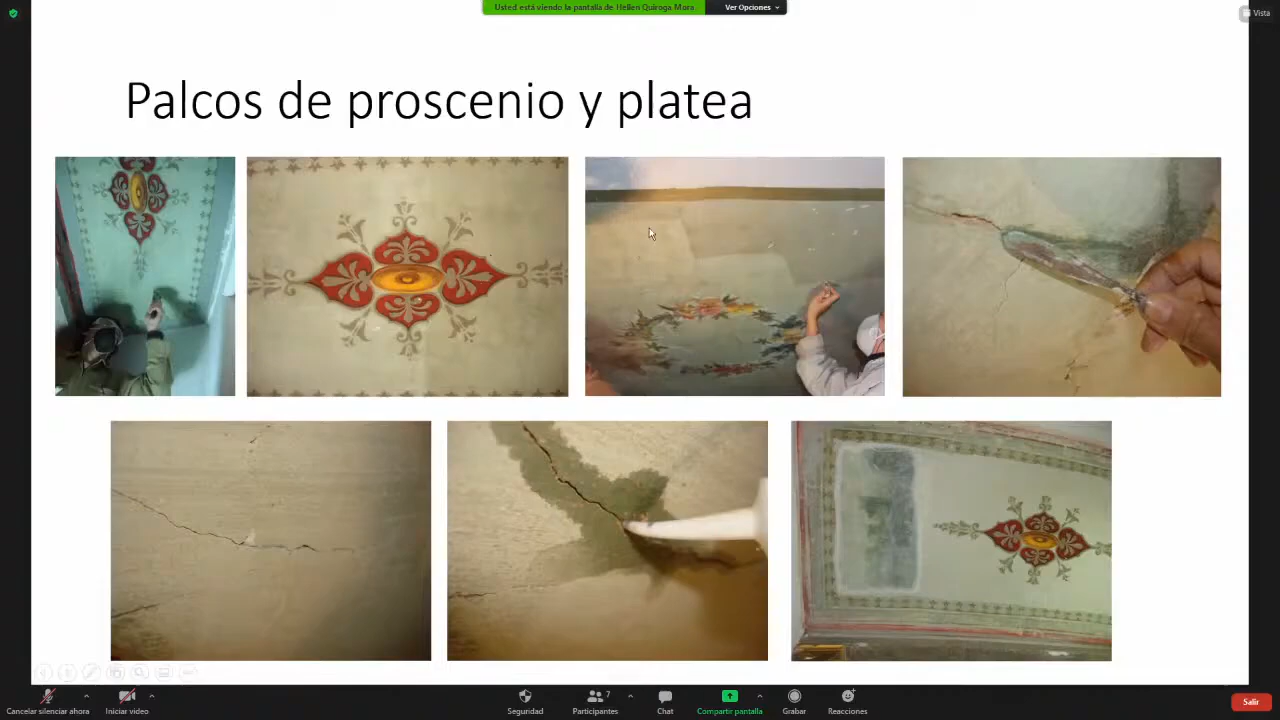 Usted está viendo la pantalla de Hellen Quiroga Mora
Ver Opciones
Vista
Palcos de proscenio y platea
Cancelar silenciar ahora
Iniciar video
Seguridad
Participantes
7
Chat
Compartir pantalla
Grabar
Reacciones
Salir